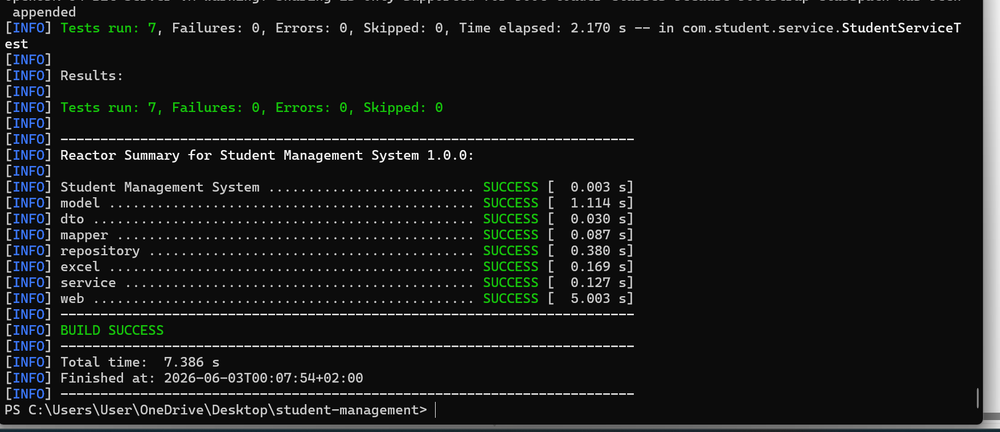 appended
[INFO] Tests run: 7, Failures: 0, Errors: 0, Skipped: 0, Time elapsed: 2.170 s -- in com.student.service.StudentServiceT
est
[INFO]
[INFO] Results:
[INFO]
[INFO] Tests run: 7, Failures: 0, Errors: 0, Skipped: 0
[INFO]
[INFO] ------------------------------------------------------------------------
[INFO] Reactor Summary for Student Management System 1.0.0:
[INFO]
[INFO] Student Management System .......................... SUCCESS [  0.003 s]
[INFO] model .............................................. SUCCESS [  1.114 s]
[INFO] dto ................................................ SUCCESS [  0.030 s]
[INFO] mapper ............................................. SUCCESS [  0.087 s]
[INFO] repository ......................................... SUCCESS [  0.380 s]
[INFO] excel .............................................. SUCCESS [  0.169 s]
[INFO] service ............................................ SUCCESS [  0.127 s]
[INFO] web ................................................ SUCCESS [  5.003 s]
[INFO] ------------------------------------------------------------------------
[INFO] BUILD SUCCESS
[INFO] ------------------------------------------------------------------------
[INFO] Total time:  7.386 s
[INFO] Finished at: 2026-06-03T00:07:54+02:00
[INFO] ------------------------------------------------------------------------
PS C:\Users\User\OneDrive\Desktop\student-management>